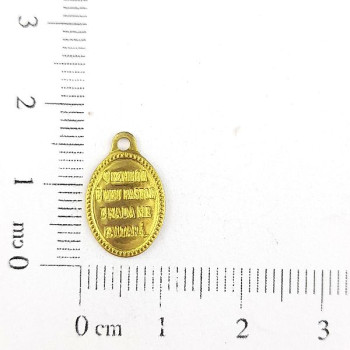 3
2
1
0
cm
O SENHOR
É MEU PASTOR
E NADA ME
FALTARÁ
0 cm 1 2 3